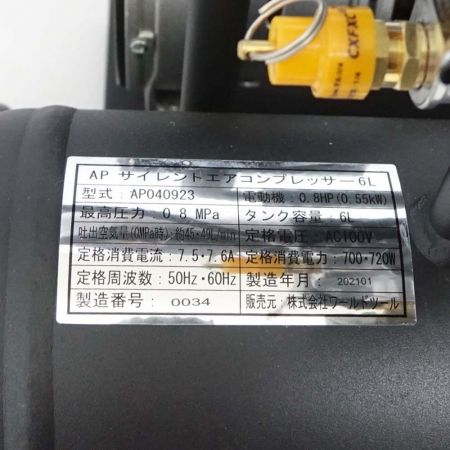 CXFXC
AP サイレントエアコンプレッサー 6L
型式: AP040923 電動機: 0.8HP(0.55kW)
最高圧力: 0.8 MPa タンク容量: 6L
吐出空気量(0MPa時): 約45・49L/min 定格電圧: AC100V
定格消費電流: 7.5・7.6A 定格消費電力: 700・720W
定格周波数: 50Hz・60Hz 製造年月: 202101
製造番号: 0034 販売元: 株式会社ワールドツール